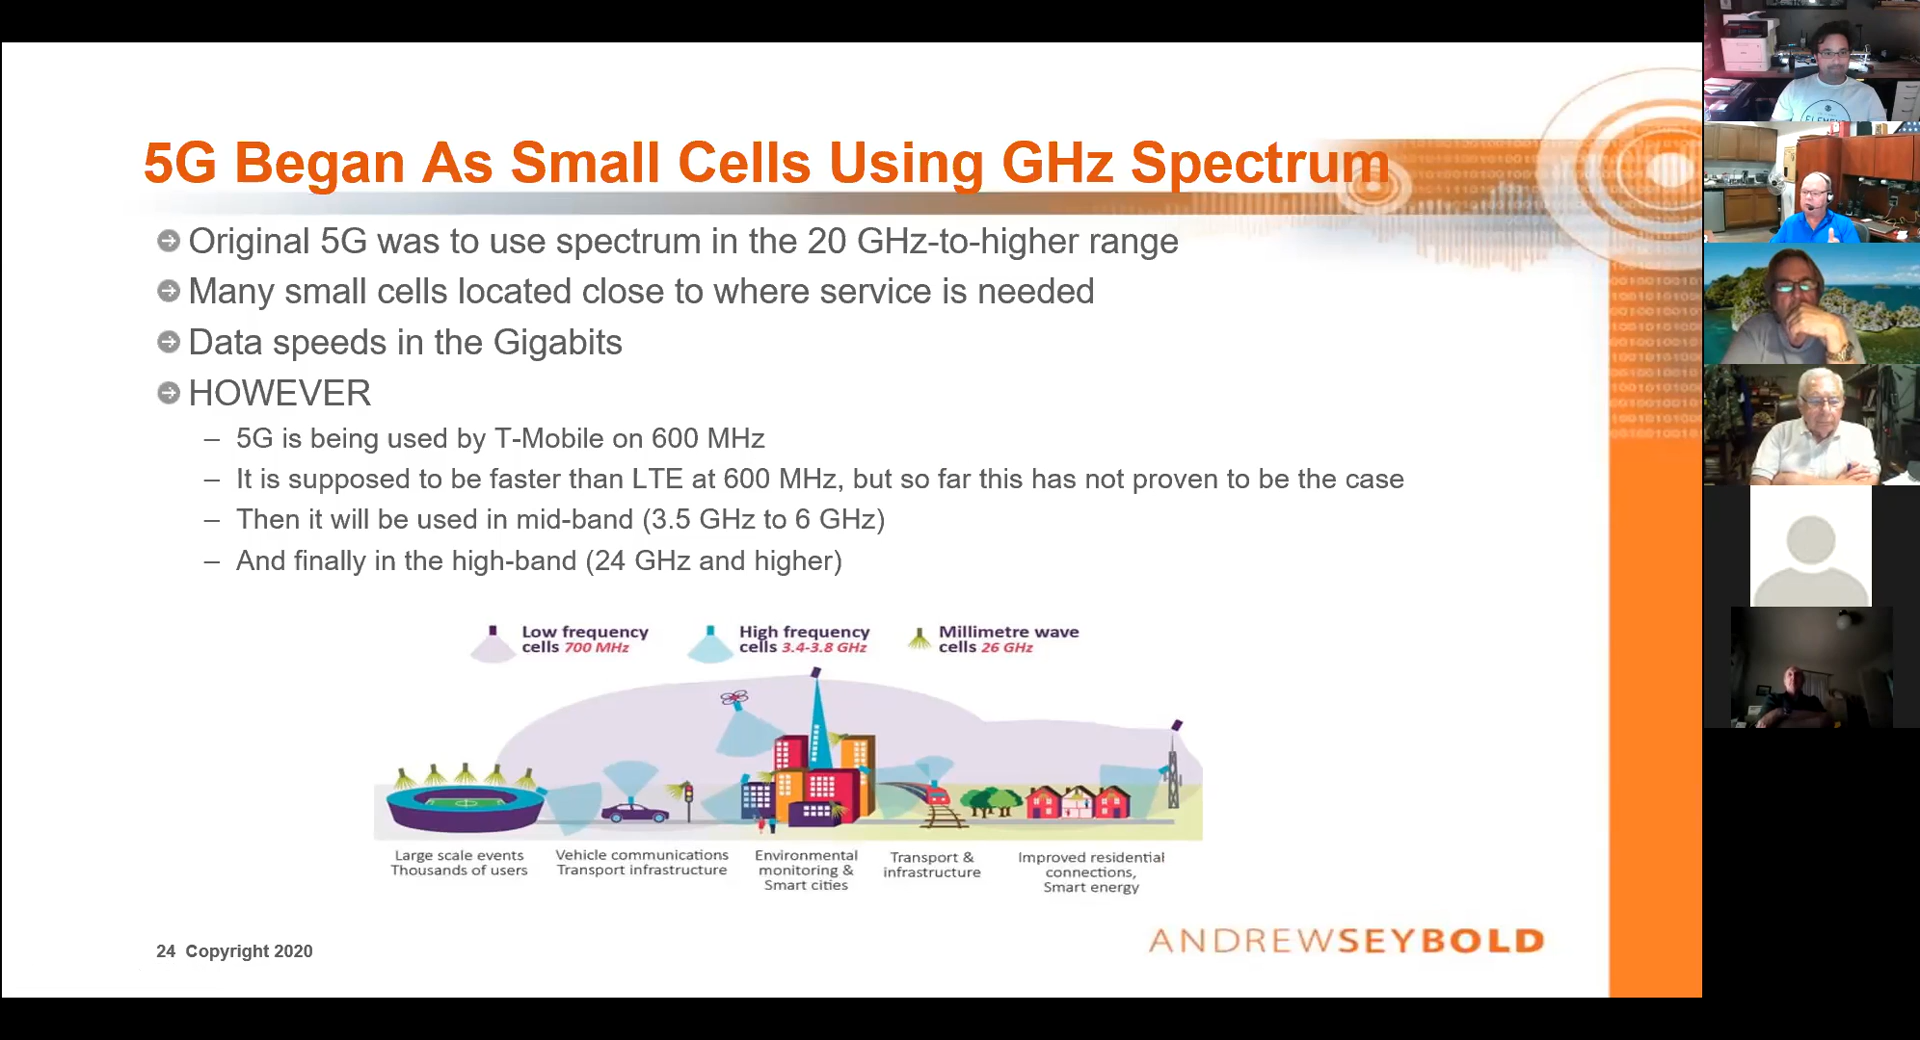 5G Began As Small Cells Using GHz Spectrum
Original 5G was to use spectrum in the 20 GHz-to-higher range
Many small cells located close to where service is needed
Data speeds in the Gigabits
HOWEVER
– 5G is being used by T-Mobile on 600 MHz
– It is supposed to be faster than LTE at 600 MHz, but so far this has not proven to be the case
– Then it will be used in mid-band (3.5 GHz to 6 GHz)
– And finally in the high-band (24 GHz and higher)
Low frequency
cells 700 MHz
High frequency
cells 3.4-3.8 GHz
Millimetre wave
cells 26 GHz
Large scale events
Thousands of users
Vehicle communications
Transport infrastructure
Environmental
monitoring &
Smart cities
Transport &
infrastructure
Improved residential
connections,
Smart energy
24 Copyright 2020
ANDREWSEYBOLD